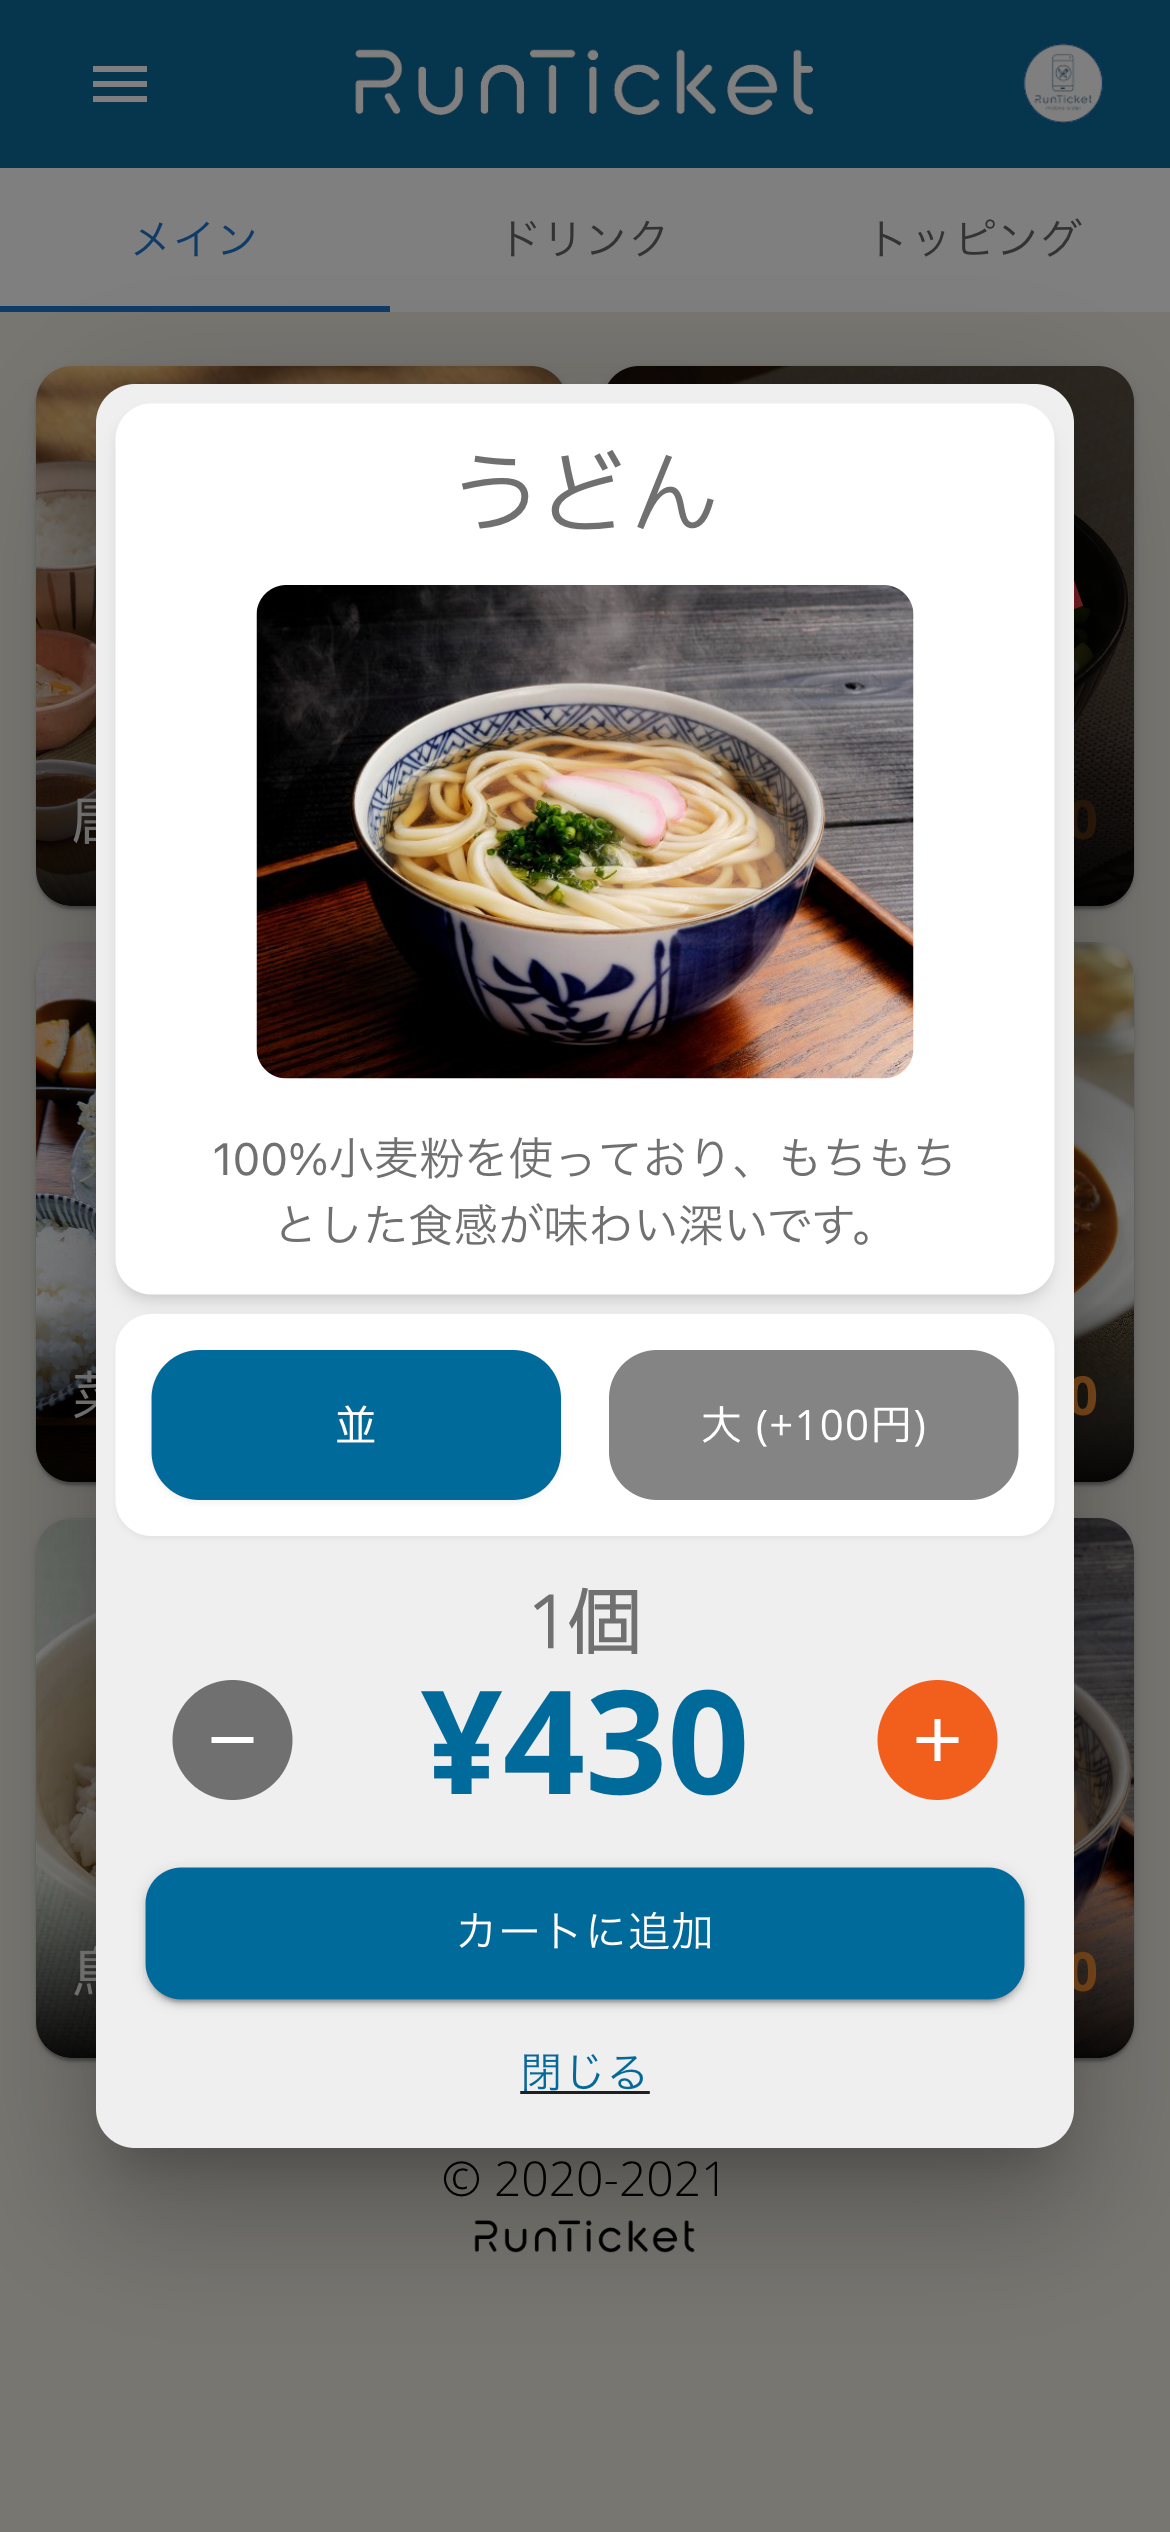 RunTicket
RunTicket
メイン
ドリンク
トッピング
うどん
100%小麦粉を使っており、もちもち
とした食感が味わい深いです。
並
大 (+100円)
1個
¥430
カートに追加
閉じる
© 2020-2021
RunTicket